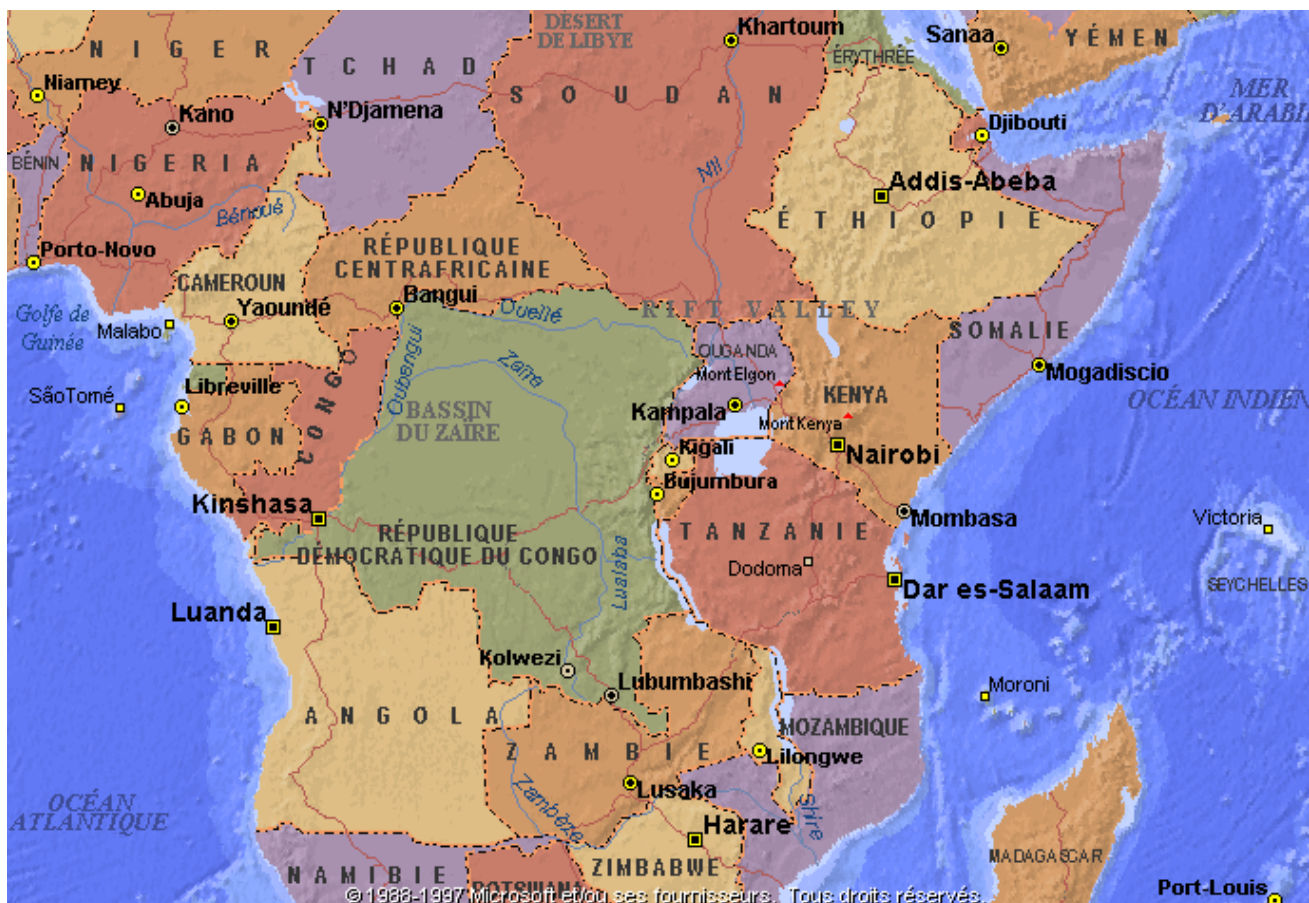 DÉSERT
DE LIBYE
Khartoum
Sanaa
YÉMEN
ÉRYTHRÉE
NIGER
TCHAD
SOUDAN
Niamey
Kano
N'Djamena
MER
D'ARABIE
Djibouti
BÉNIN
NIGERIA
Abuja
Bénoué
Nil
Addis-Abeba
ÉTHIOPIE
Porto-Novo
RÉPUBLIQUE
CENTRAFRICAINE
CAMEROUN
Bangui
Golfe de
Guinée
Malabo
Yaoundé
Ouellé
RIFT VALLEY
SOMALIE
OUGANDA
Mont Elgon
Zaïre
Oubengui
Mogadiscio
SãoTomé
Libreville
CONGO
BASSIN
DU ZAÏRE
Kampala
KENYA
Mont Kenya
OCÉAN INDIEN
GABON
Kigali
Nairobi
Bujumbura
Kinshasa
RÉPUBLIQUE
DÉMOCRATIQUE DU CONGO
Lualaba
TANZANIE
Mombasa
Victoria
Dodoma
Dar es-Salaam
SEYCHELLES
Luanda
Kolwezi
Lubumbashi
Moroni
ANGOLA
MOZAMBIQUE
ZAMBIE
Lilongwe
Zambèze
Lusaka
Shire
OCÉAN
ATLANTIQUE
Harare
MADAGASCAR
NAMIBIE
BOTSWANA
ZIMBABWE
Port-Louis
© 1988-1997 Microsoft et/ou ses fournisseurs. Tous droits réservés.